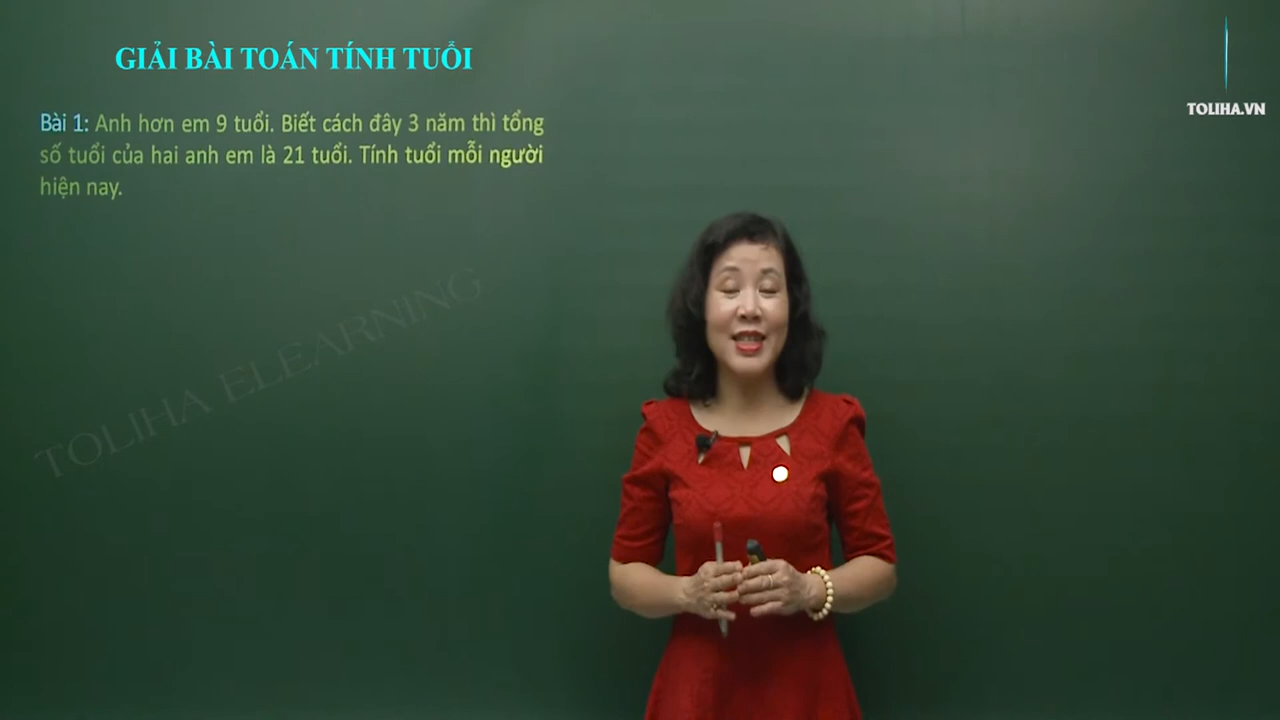 GIẢI BÀI TOÁN TÍNH TUỔI
TOLIHA.VN
Bài 1: Anh hơn em 9 tuổi. Biết cách đây 3 năm thì tổng
số tuổi của hai anh em là 21 tuổi. Tính tuổi mỗi người
hiện nay.
TOLIHA ELEARNING